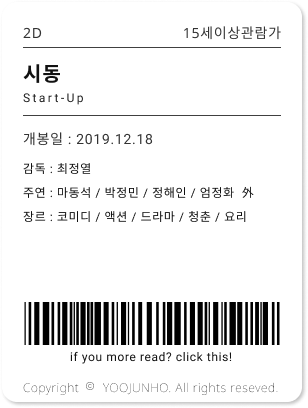 2D 15세이상관람가
시동
Start-Up
개봉일 : 2019.12.18
감독 : 최정열
주연 : 마동석 / 박정민 / 정해인 / 엄정화 外
장르 : 코미디 / 액션 / 드라마 / 청춘 / 요리
if you more read? click this!
Copyright © YOOJUNHO. All rights reserved.